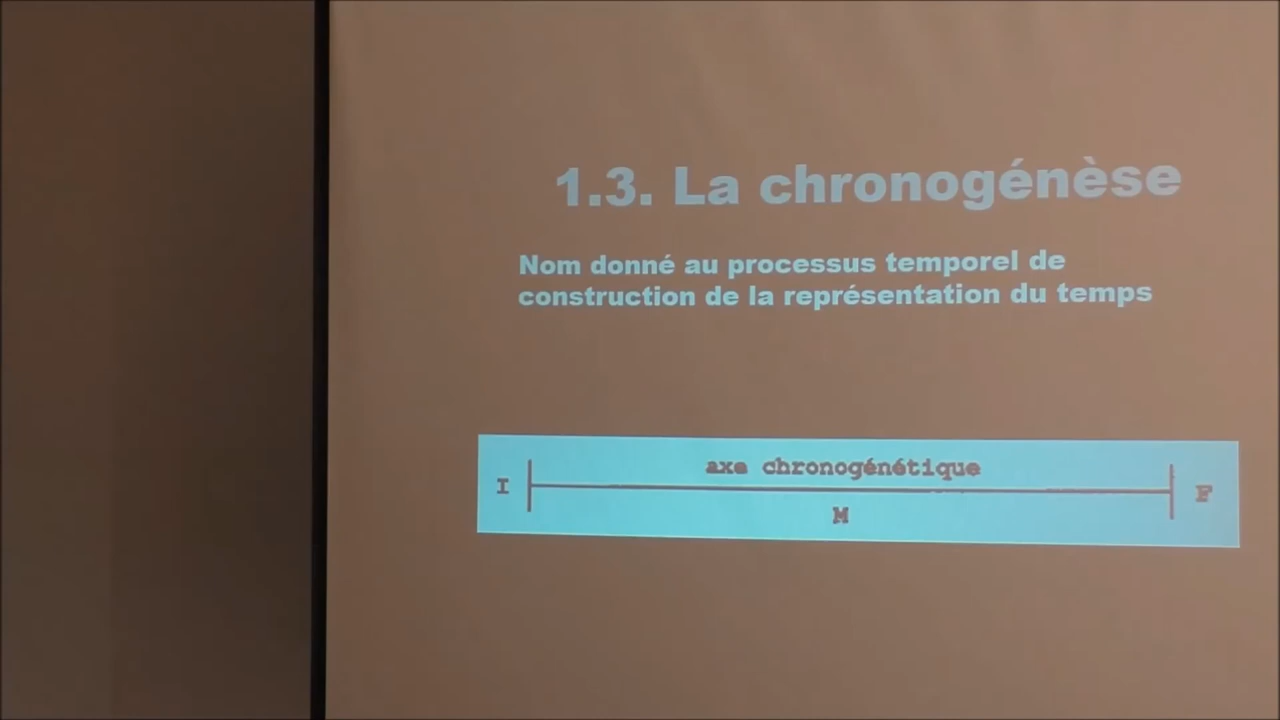 1.3. La chronogénèse
Nom donné au processus temporel de
construction de la représentation du temps
axe chronogénétique
I
F
M